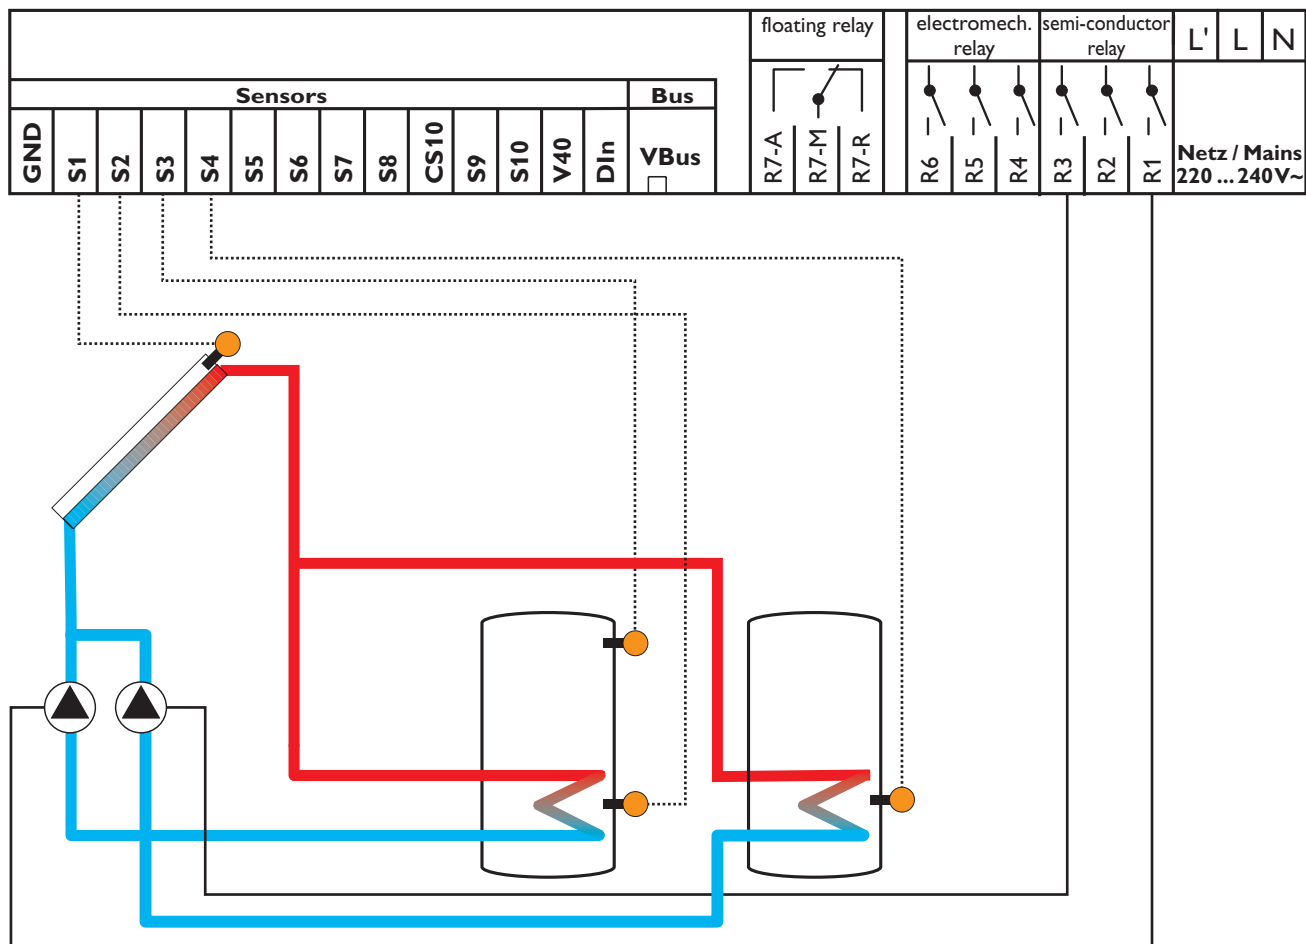 floating relay
electromech.
relay
semi-conductor
relay
L'
L
N
Sensors
Bus
GND
S1
S2
S3
S4
S5
S6
S7
S8
CS10
S9
S10
V40
DIn
VBus
R7-A
R7-M
R7-R
R6
R5
R4
R3
R2
R1
Netz / Mains
220 ... 240 V~